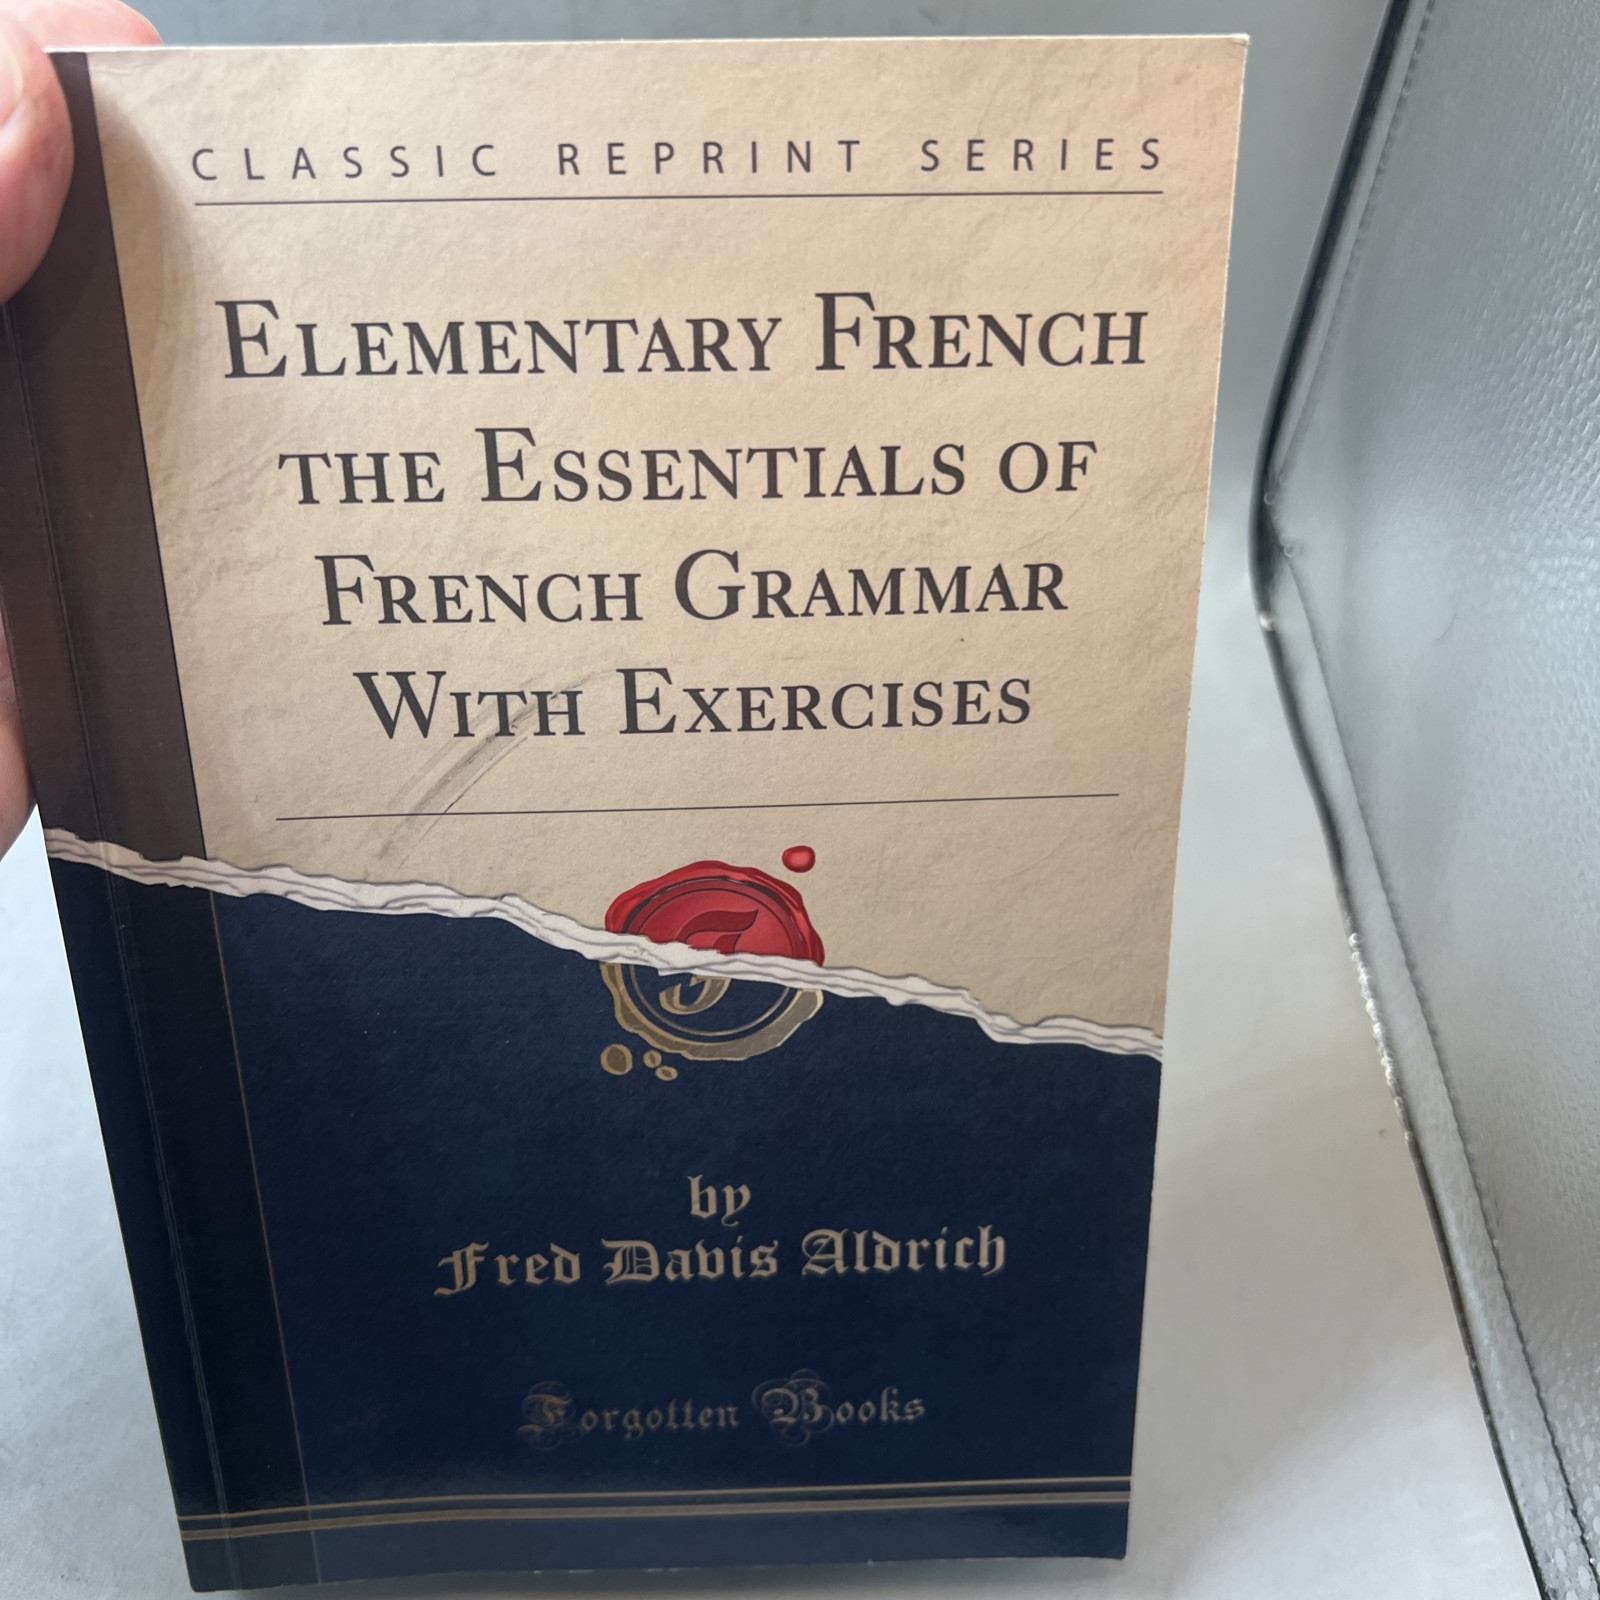 CLASSIC REPRINT SERIES
ELEMENTARY FRENCH
THE ESSENTIALS OF
FRENCH GRAMMAR
WITH EXERCISES
by
Fred Davis Aldrich
Forgotten Books